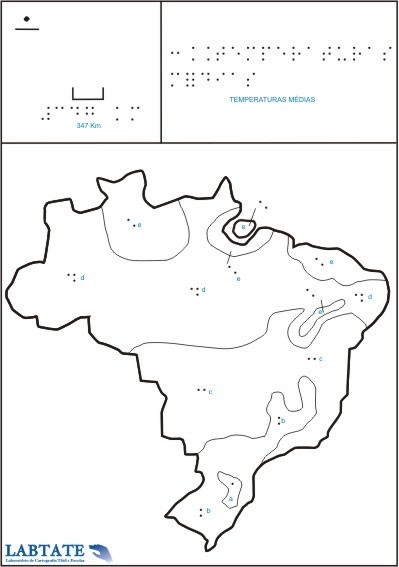 TEMPERATURAS MÉDIAS
347 Km
e
e
e
e
d
d
d
e
c
c
b
a
b
LABTATE
Laboratório de Cartografia Tátil e Escolar